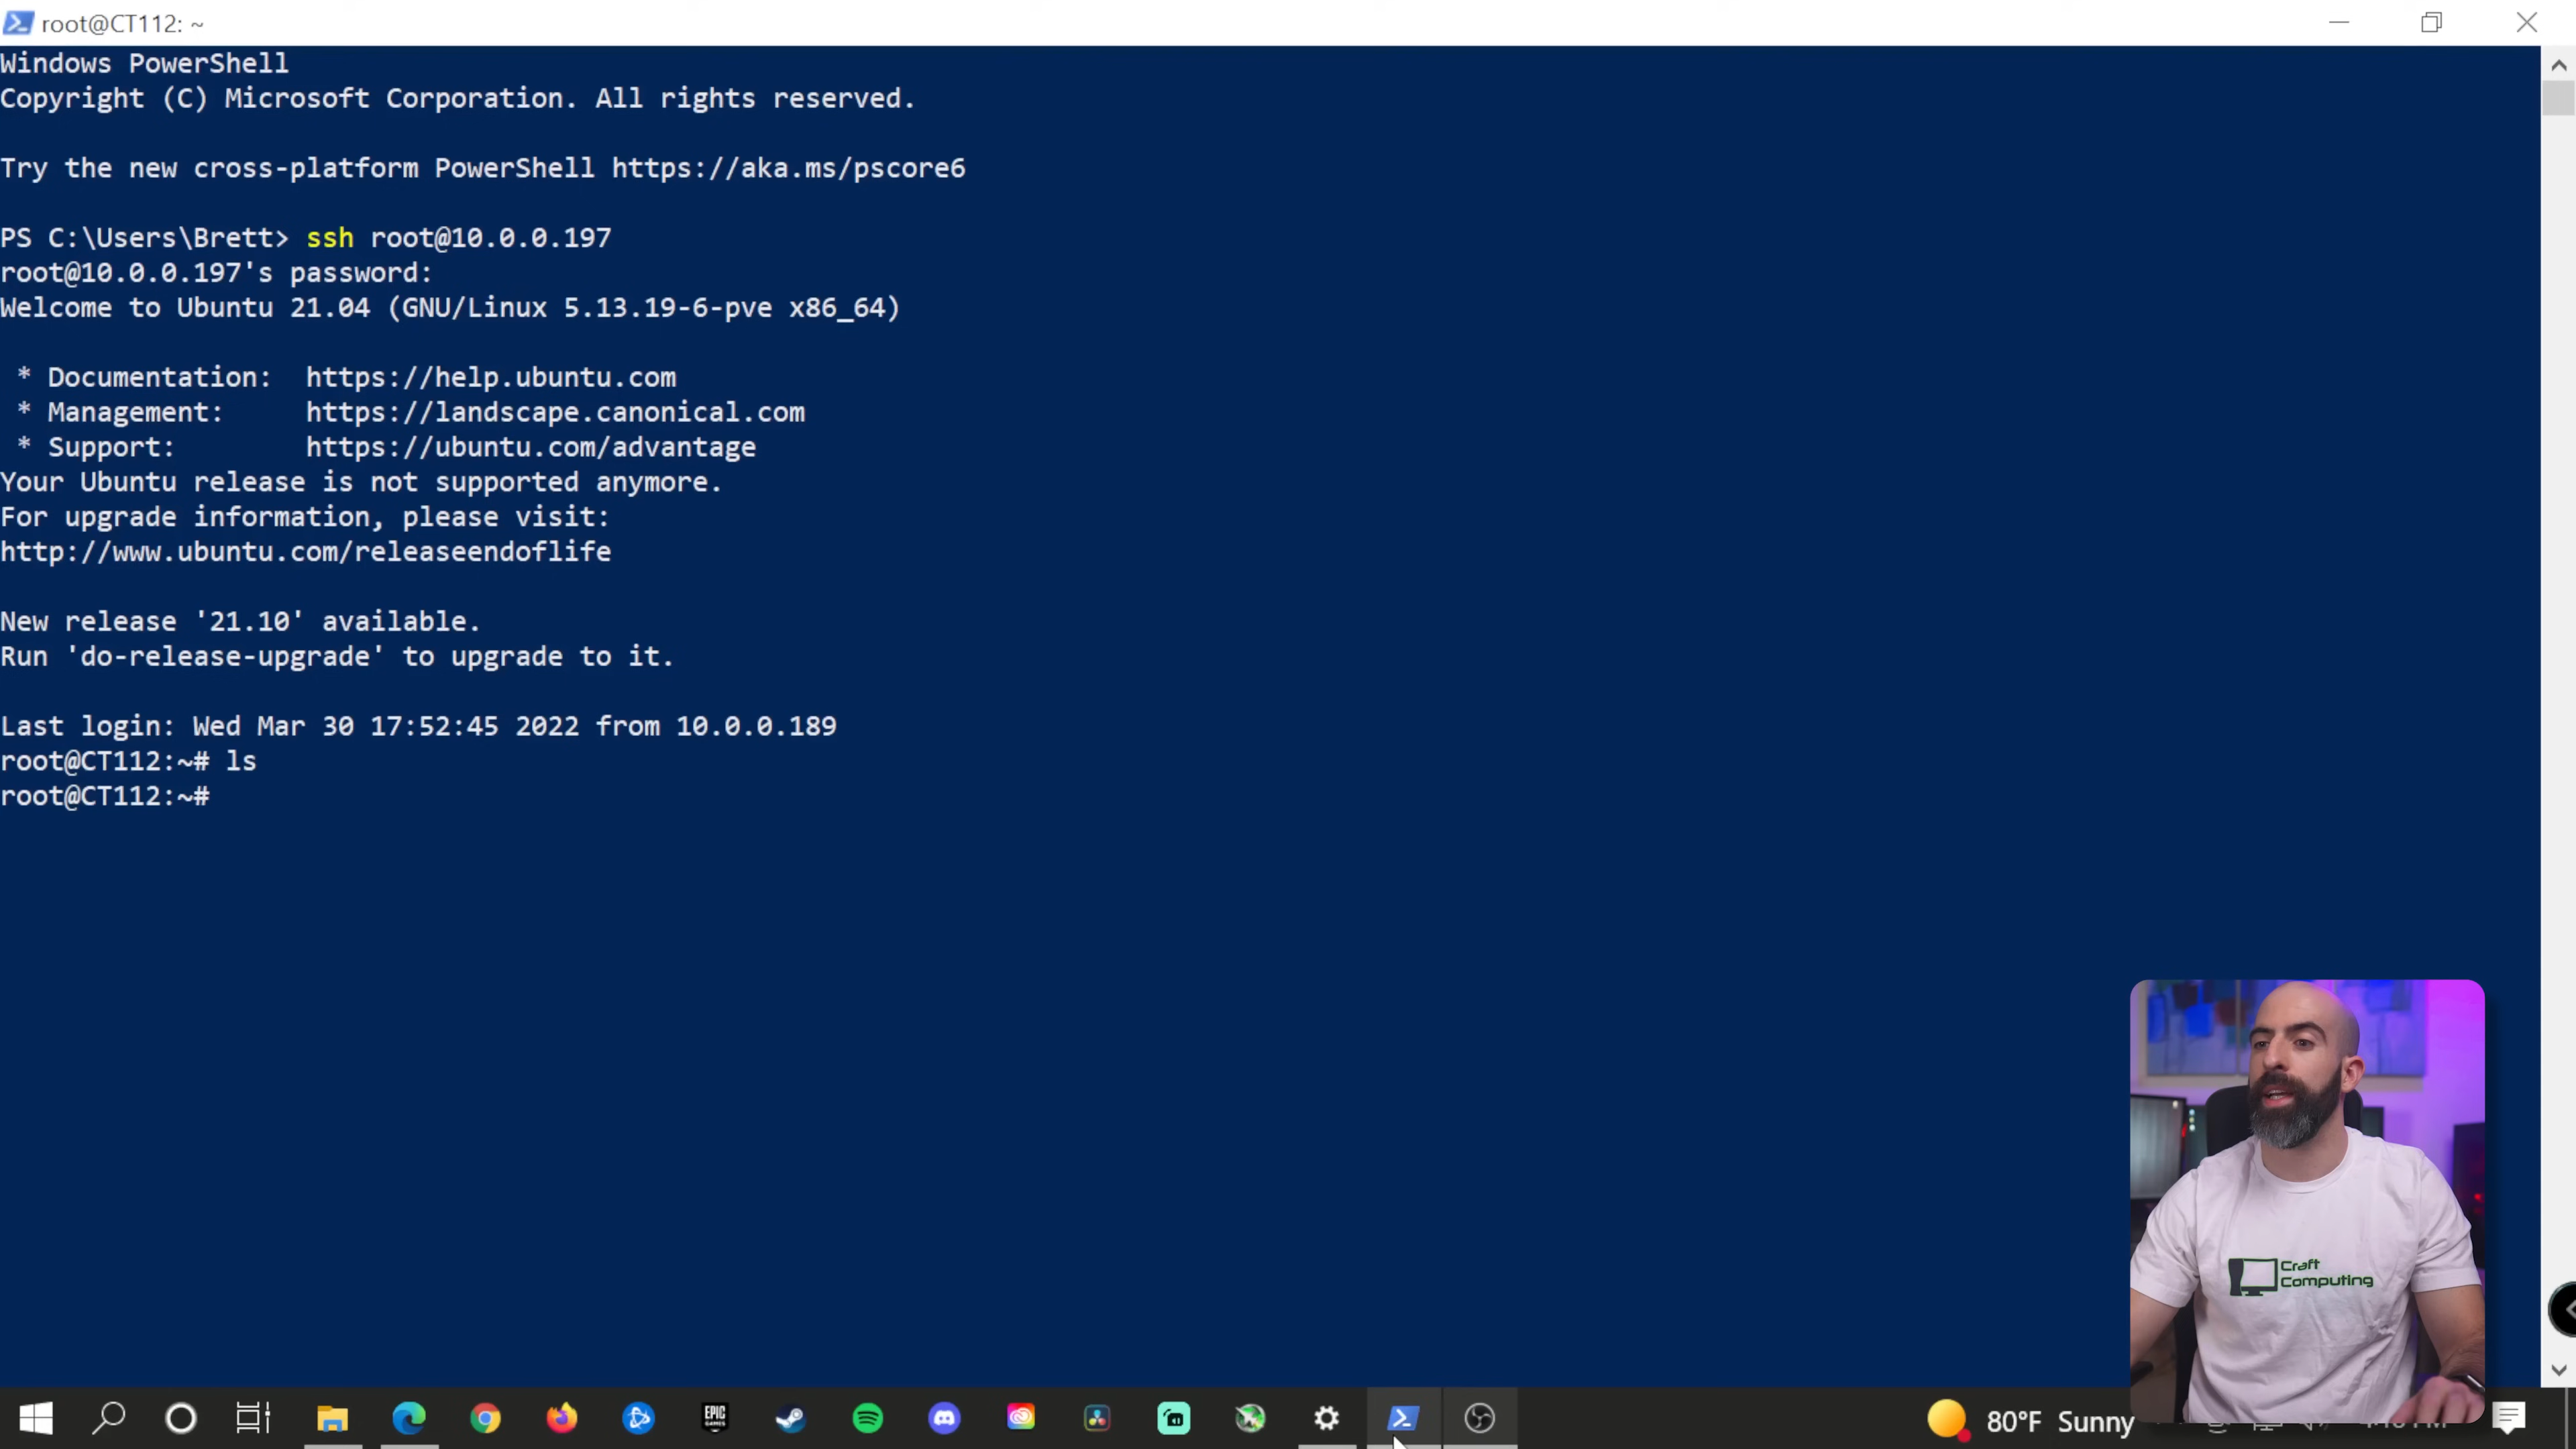 root@CT112: ~
Windows PowerShell
Copyright (C) Microsoft Corporation. All rights reserved.
Try the new cross-platform PowerShell https://aka.ms/pscore6
PS C:\Users\Brett> ssh root@10.0.0.197
root@10.0.0.197's password:
Welcome to Ubuntu 21.04 (GNU/Linux 5.13.19-6-pve x86_64)
* Documentation: https://help.ubuntu.com
* Management: https://landscape.canonical.com
* Support: https://ubuntu.com/advantage
Your Ubuntu release is not supported anymore.
For upgrade information, please visit:
http://www.ubuntu.com/releaseendoflife
New release '21.10' available.
Run 'do-release-upgrade' to upgrade to it.
Last login: Wed Mar 30 17:52:45 2022 from 10.0.0.189
root@CT112:~# ls
root@CT112:~#
Craft
Computing
EPIC
GAMES
80°F Sunny